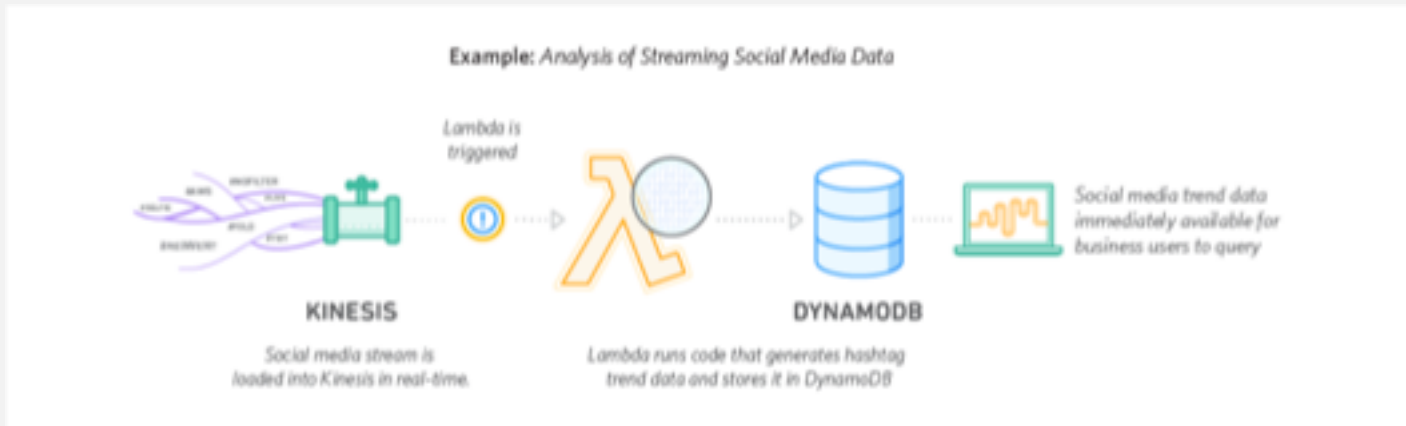 Example: Analysis of Streaming Social Media Data
Lambda is
triggered
KINESIS
Social media stream is
loaded into Kinesis in real-time.
Lambda runs code that generates hashtag
trend data and stores it in DynamoDB
DYNAMODB
Social media trend data
immediately available for
business users to query